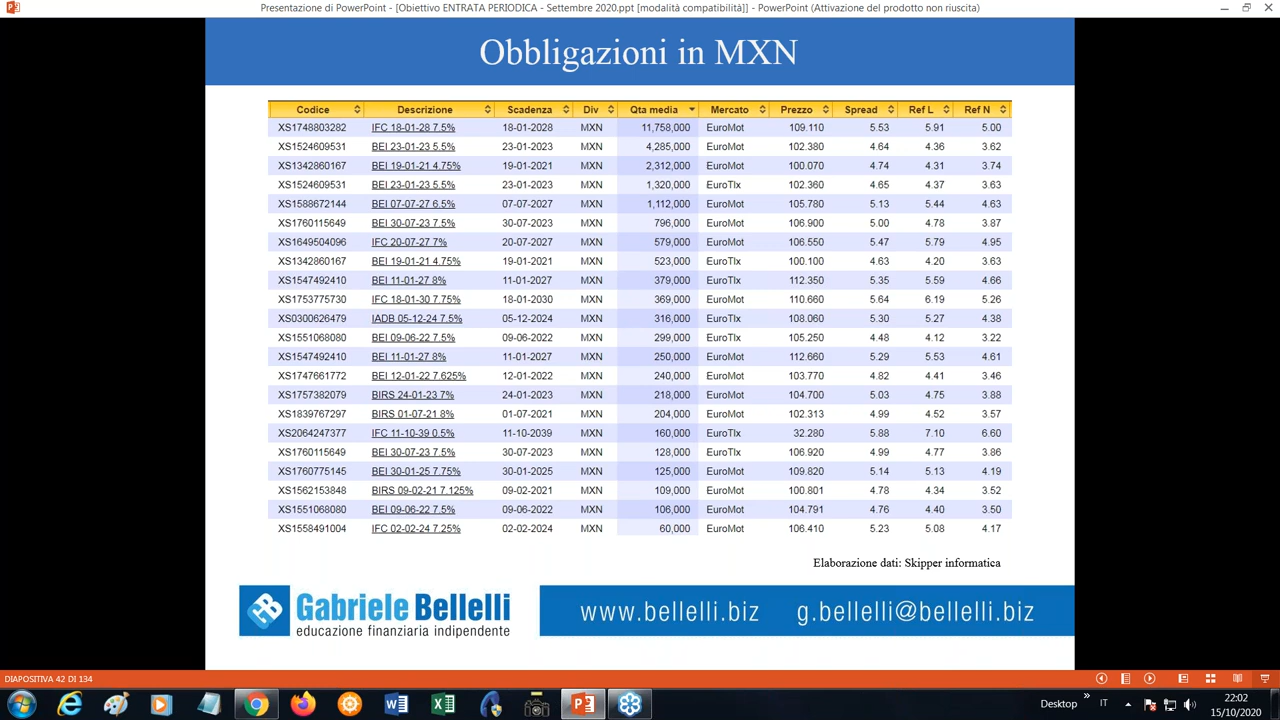 Presentazione di PowerPoint - [Obiettivo ENTRATA PERIODICA - Settembre 2020.ppt [modalità compatibilità]] - PowerPoint (Attivazione del prodotto non riuscita)
Obbligazioni in MXN
Codice Descrizione Scadenza Div Qta media Mercato Prezzo Spread Ref L Ref N
XS1748803282 IFC 18-01-28 7.5% 18-01-2028 MXN 11,758,000 EuroMot 109.110 5.53 5.91 5.00
XS1524609531 BEI 23-01-23 5.5% 23-01-2023 MXN 4,285,000 EuroMot 102.380 4.64 4.36 3.62
XS1342860167 BEI 19-01-21 4.75% 19-01-2021 MXN 2,312,000 EuroMot 100.070 4.74 4.31 3.74
XS1524609531 BEI 23-01-23 5.5% 23-01-2023 MXN 1,320,000 EuroTlx 102.360 4.65 4.37 3.63
XS1588672144 BEI 07-07-27 6.5% 07-07-2027 MXN 1,112,000 EuroMot 105.780 5.13 5.44 4.63
XS1760115649 BEI 30-07-23 7.5% 30-07-2023 MXN 796,000 EuroMot 106.900 5.00 4.78 3.87
XS1649504096 IFC 20-07-27 7% 20-07-2027 MXN 579,000 EuroMot 106.550 5.47 5.79 4.95
XS1342860167 BEI 19-01-21 4.75% 19-01-2021 MXN 523,000 EuroTlx 100.100 4.63 4.20 3.63
XS1547492410 BEI 11-01-27 8% 11-01-2027 MXN 379,000 EuroTlx 112.350 5.35 5.59 4.66
XS1753775730 IFC 18-01-30 7.75% 18-01-2030 MXN 369,000 EuroMot 110.660 5.64 6.19 5.26
XS0300626479 IADB 05-12-24 7.5% 05-12-2024 MXN 316,000 EuroTlx 108.060 5.30 5.27 4.38
XS1551068080 BEI 09-06-22 7.5% 09-06-2022 MXN 299,000 EuroTlx 105.250 4.48 4.12 3.22
XS1547492410 BEI 11-01-27 8% 11-01-2027 MXN 250,000 EuroMot 112.660 5.29 5.53 4.61
XS1747661772 BEI 12-01-22 7.625% 12-01-2022 MXN 240,000 EuroMot 103.770 4.82 4.41 3.46
XS1757382079 BIRS 24-01-23 7% 24-01-2023 MXN 218,000 EuroMot 104.700 5.03 4.75 3.88
XS1839767297 BIRS 01-07-21 8% 01-07-2021 MXN 204,000 EuroMot 102.313 4.99 4.52 3.57
XS2064247377 IFC 11-10-39 0.5% 11-10-2039 MXN 160,000 EuroTlx 32.280 5.88 7.10 6.60
XS1760115649 BEI 30-07-23 7.5% 30-07-2023 MXN 128,000 EuroTlx 106.920 4.99 4.77 3.86
XS1760775145 BEI 30-01-25 7.75% 30-01-2025 MXN 125,000 EuroMot 109.820 5.14 5.13 4.19
XS1562153848 BIRS 09-02-21 7.125% 09-02-2021 MXN 109,000 EuroMot 100.801 4.78 4.34 3.52
XS1551068080 BEI 09-06-22 7.5% 09-06-2022 MXN 106,000 EuroMot 104.791 4.76 4.40 3.50
XS1558491004 IFC 02-02-24 7.25% 02-02-2024 MXN 60,000 EuroMot 106.410 5.23 5.08 4.17
Elaborazione dati: Skipper informatica
Gabriele Bellelli
educazione finanziaria indipendente
www.bellelli.biz g.bellelli@bellelli.biz
DIAPOSITIVA 42 DI 134
Desktop IT 22:02
15/10/2020